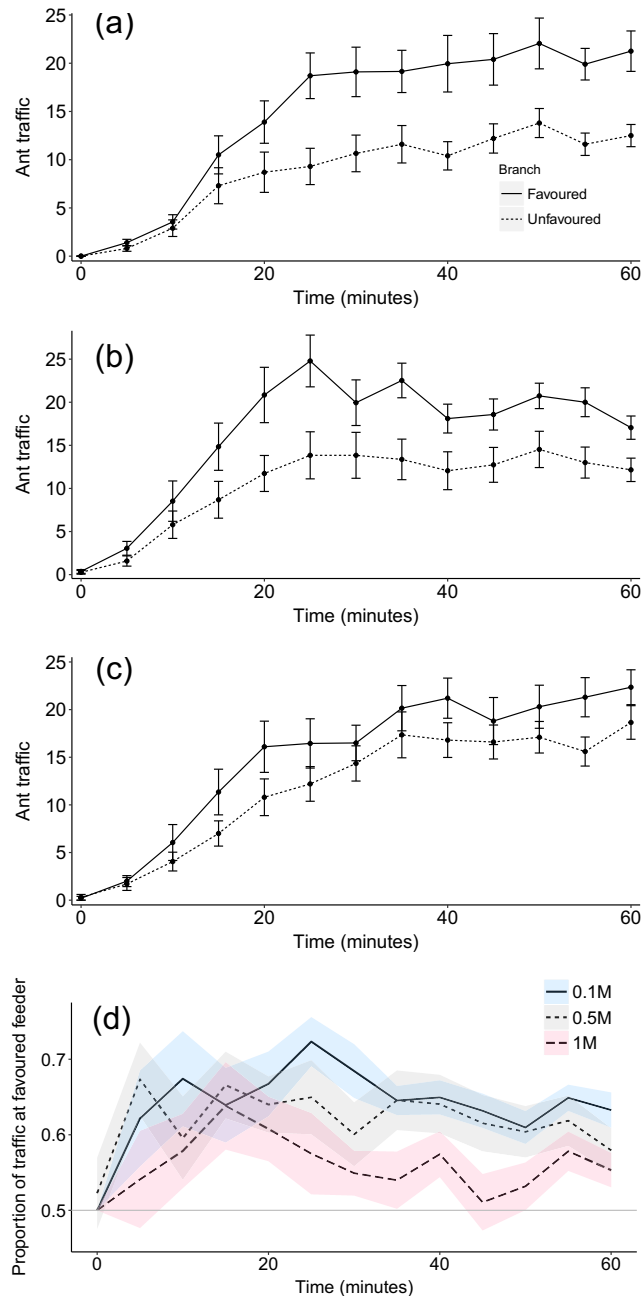 (a)
25
20
15
10
5
0
Ant traffic
Branch
Favoured
Unfavoured
0 20 40 60
Time (minutes)
(b)
25
20
15
10
5
0
Ant traffic
0 20 40 60
Time (minutes)
(c)
25
20
15
10
5
0
Ant traffic
0 20 40 60
Time (minutes)
(d)
0.1M
0.5M
1M
0.7
0.6
0.5
Proportion of traffic at favoured feeder
0 20 40 60
Time (minutes)